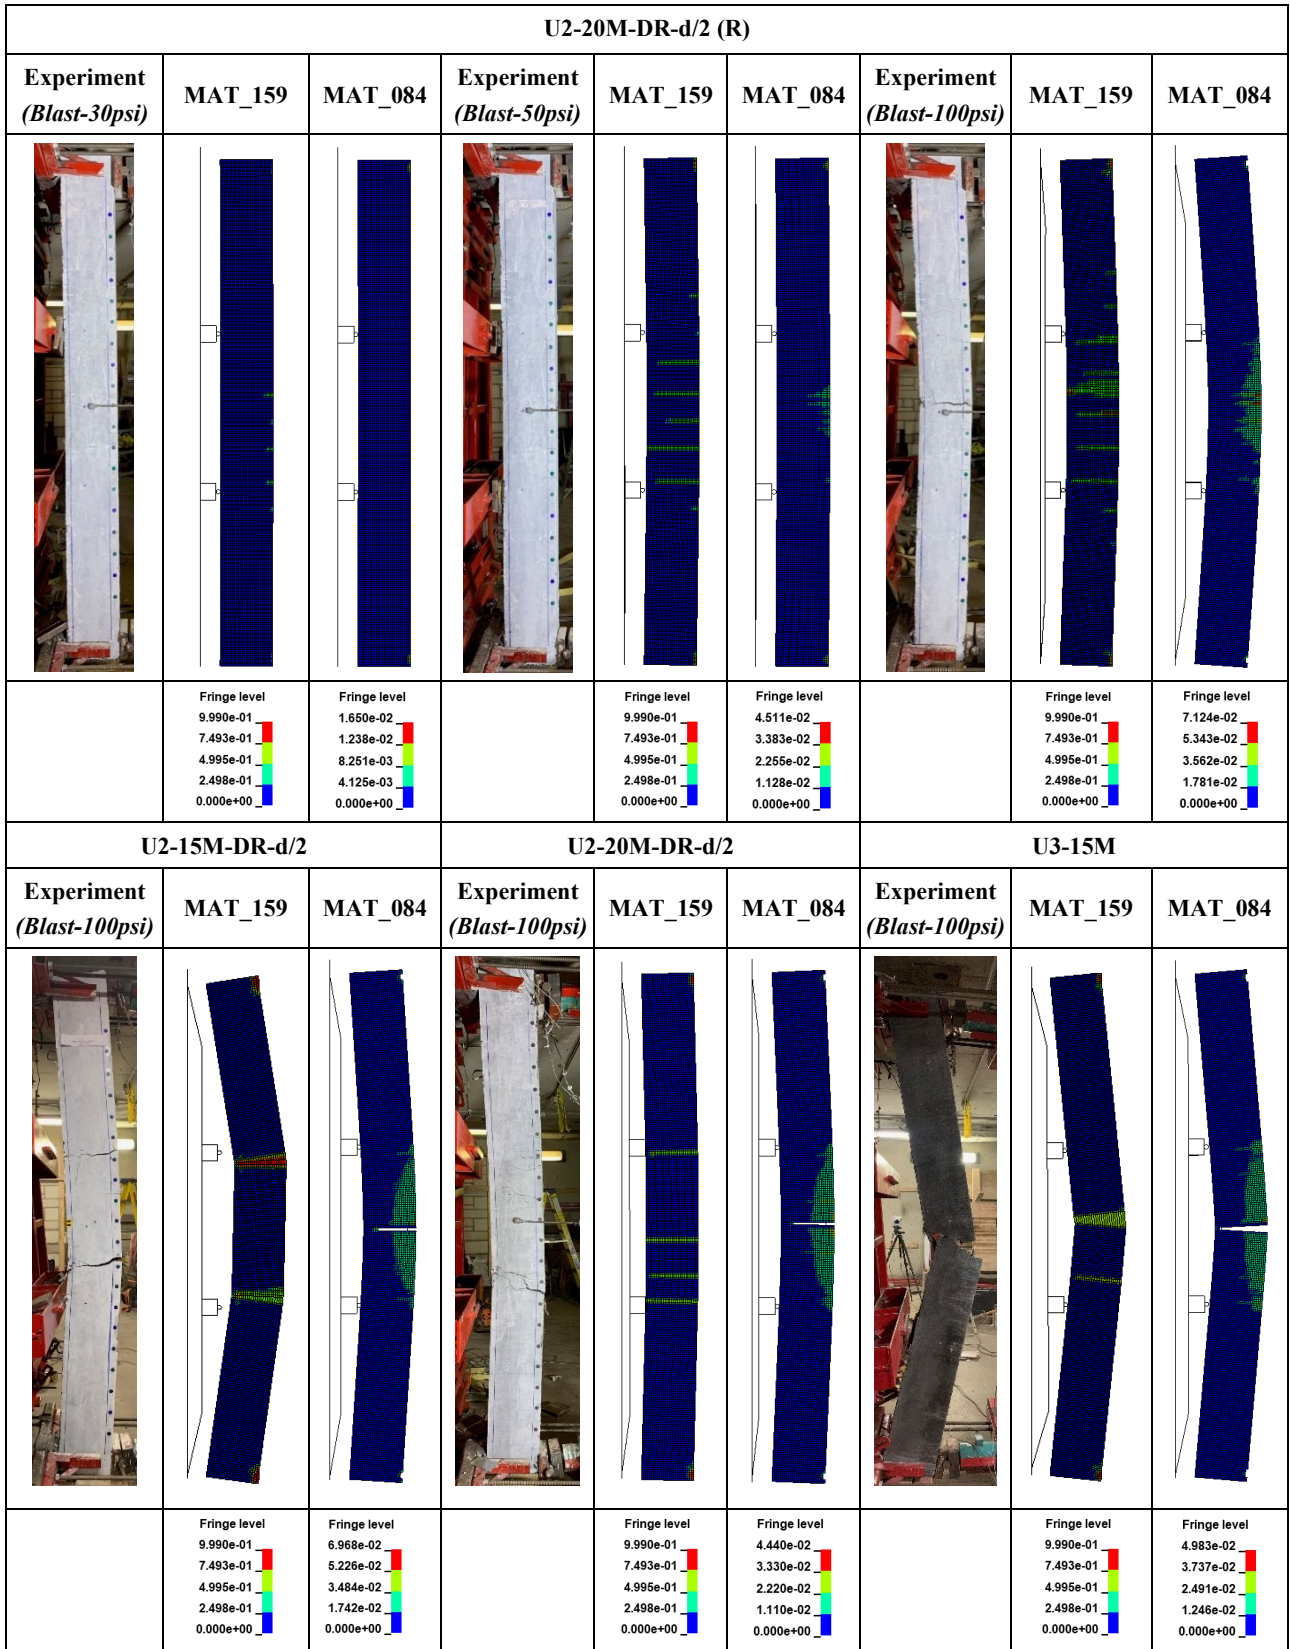 U2-20M-DR-d/2 (R)
Experiment
(Blast-30psi)
MAT_159
MAT_084
Experiment
(Blast-50psi)
MAT_159
MAT_084
Experiment
(Blast-100psi)
MAT_159
MAT_084
Fringe level
9.990e-01
7.493e-01
4.995e-01
2.498e-01
0.000e+00
Fringe level
1.650e-02
1.238e-02
8.251e-03
4.125e-03
0.000e+00
Fringe level
9.990e-01
7.493e-01
4.995e-01
2.498e-01
0.000e+00
Fringe level
4.511e-02
3.383e-02
2.255e-02
1.128e-02
0.000e+00
Fringe level
9.990e-01
7.493e-01
4.995e-01
2.498e-01
0.000e+00
Fringe level
7.124e-02
5.343e-02
3.562e-02
1.781e-02
0.000e+00
U2-15M-DR-d/2
U2-20M-DR-d/2
U3-15M
Experiment
(Blast-100psi)
MAT_159
MAT_084
Experiment
(Blast-100psi)
MAT_159
MAT_084
Experiment
(Blast-100psi)
MAT_159
MAT_084
Fringe level
9.990e-01
7.493e-01
4.995e-01
2.498e-01
0.000e+00
Fringe level
6.968e-02
5.226e-02
3.484e-02
1.742e-02
0.000e+00
Fringe level
9.990e-01
7.493e-01
4.995e-01
2.498e-01
0.000e+00
Fringe level
4.440e-02
3.330e-02
2.220e-02
1.110e-02
0.000e+00
Fringe level
9.990e-01
7.493e-01
4.995e-01
2.498e-01
0.000e+00
Fringe level
4.983e-02
3.737e-02
2.491e-02
1.246e-02
0.000e+00